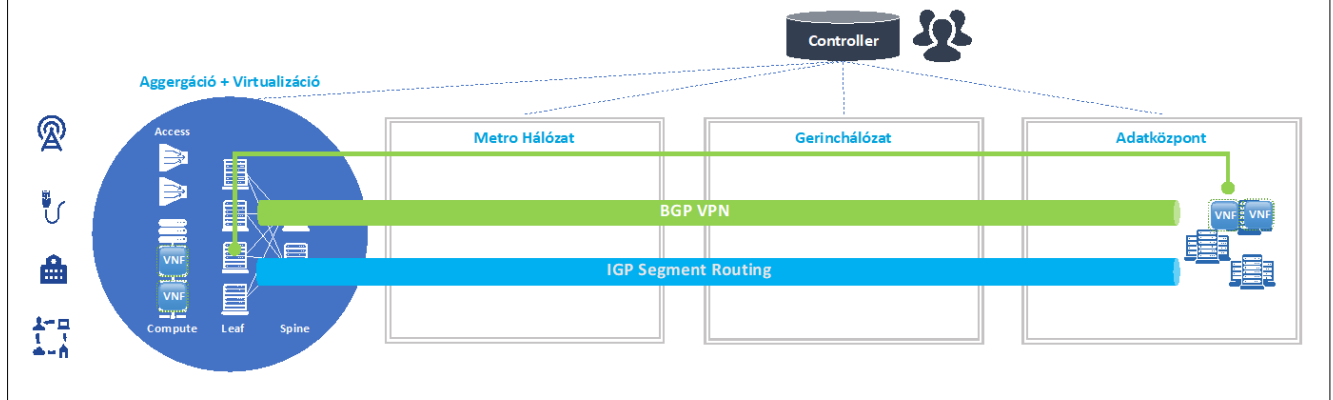 Controller
Aggergáció + Virtualizáció
Access
Metro Hálózat
Gerinchálózat
Adatközpont
BGP VPN
VNF
VNF
VNF
IGP Segment Routing
VNF
Compute
Leaf
Spine